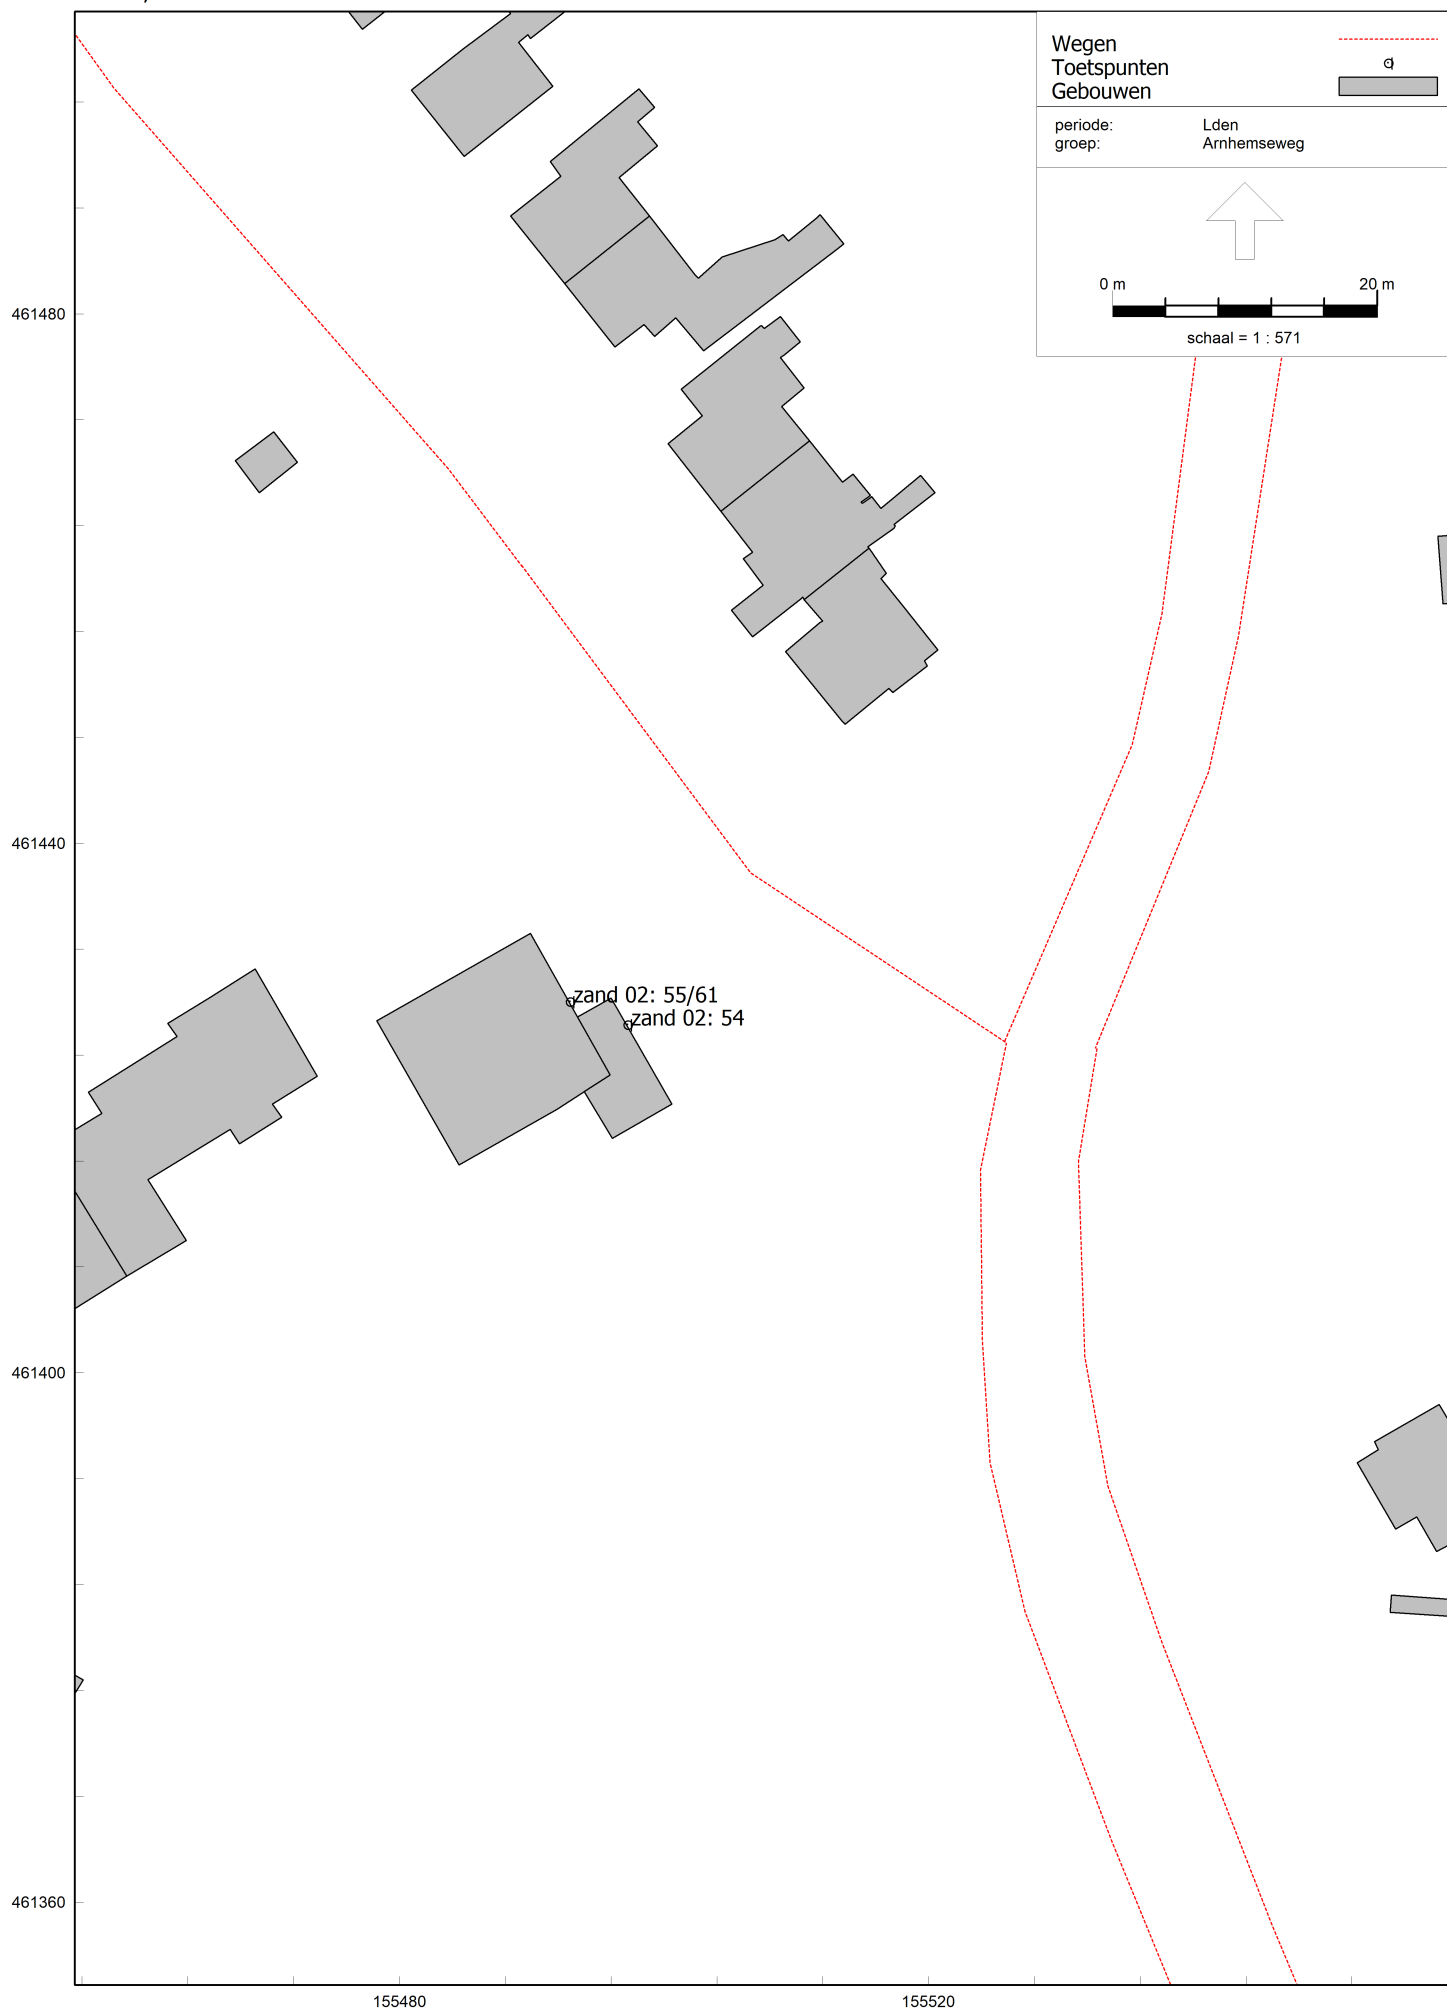 Wegen
Toetspunten
Gebouwen
periode: Lden
groep: Arnhemseweg
0 m 20 m
schaal = 1 : 571
461480
461440
zand 02: 55/61
zand 02: 54
461400
461360
155480 155520